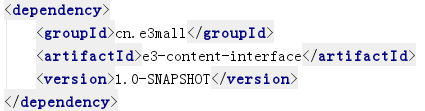 <dependency>
    <groupId>cn.e3mall</groupId>
    <artifactId>e3-content-interface</artifactId>
    <version>1.0-SNAPSHOT</version>
</dependency>